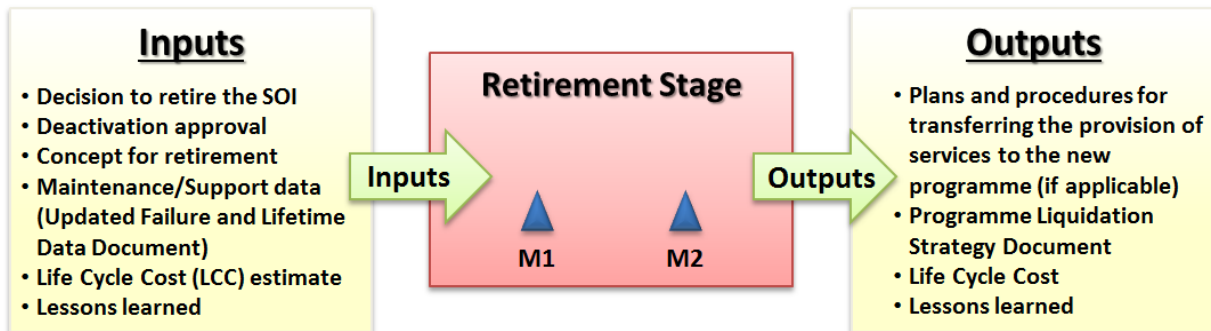 Inputs
• Decision to retire the SOI
• Deactivation approval
• Concept for retirement
• Maintenance/Support data
(Updated Failure and Lifetime
Data Document)
• Life Cycle Cost (LCC) estimate
• Lessons learned
Inputs
Retirement Stage
M1
M2
Outputs
Outputs
• Plans and procedures for
transferring the provision of
services to the new
programme (if applicable)
• Programme Liquidation
Strategy Document
• Life Cycle Cost
• Lessons learned